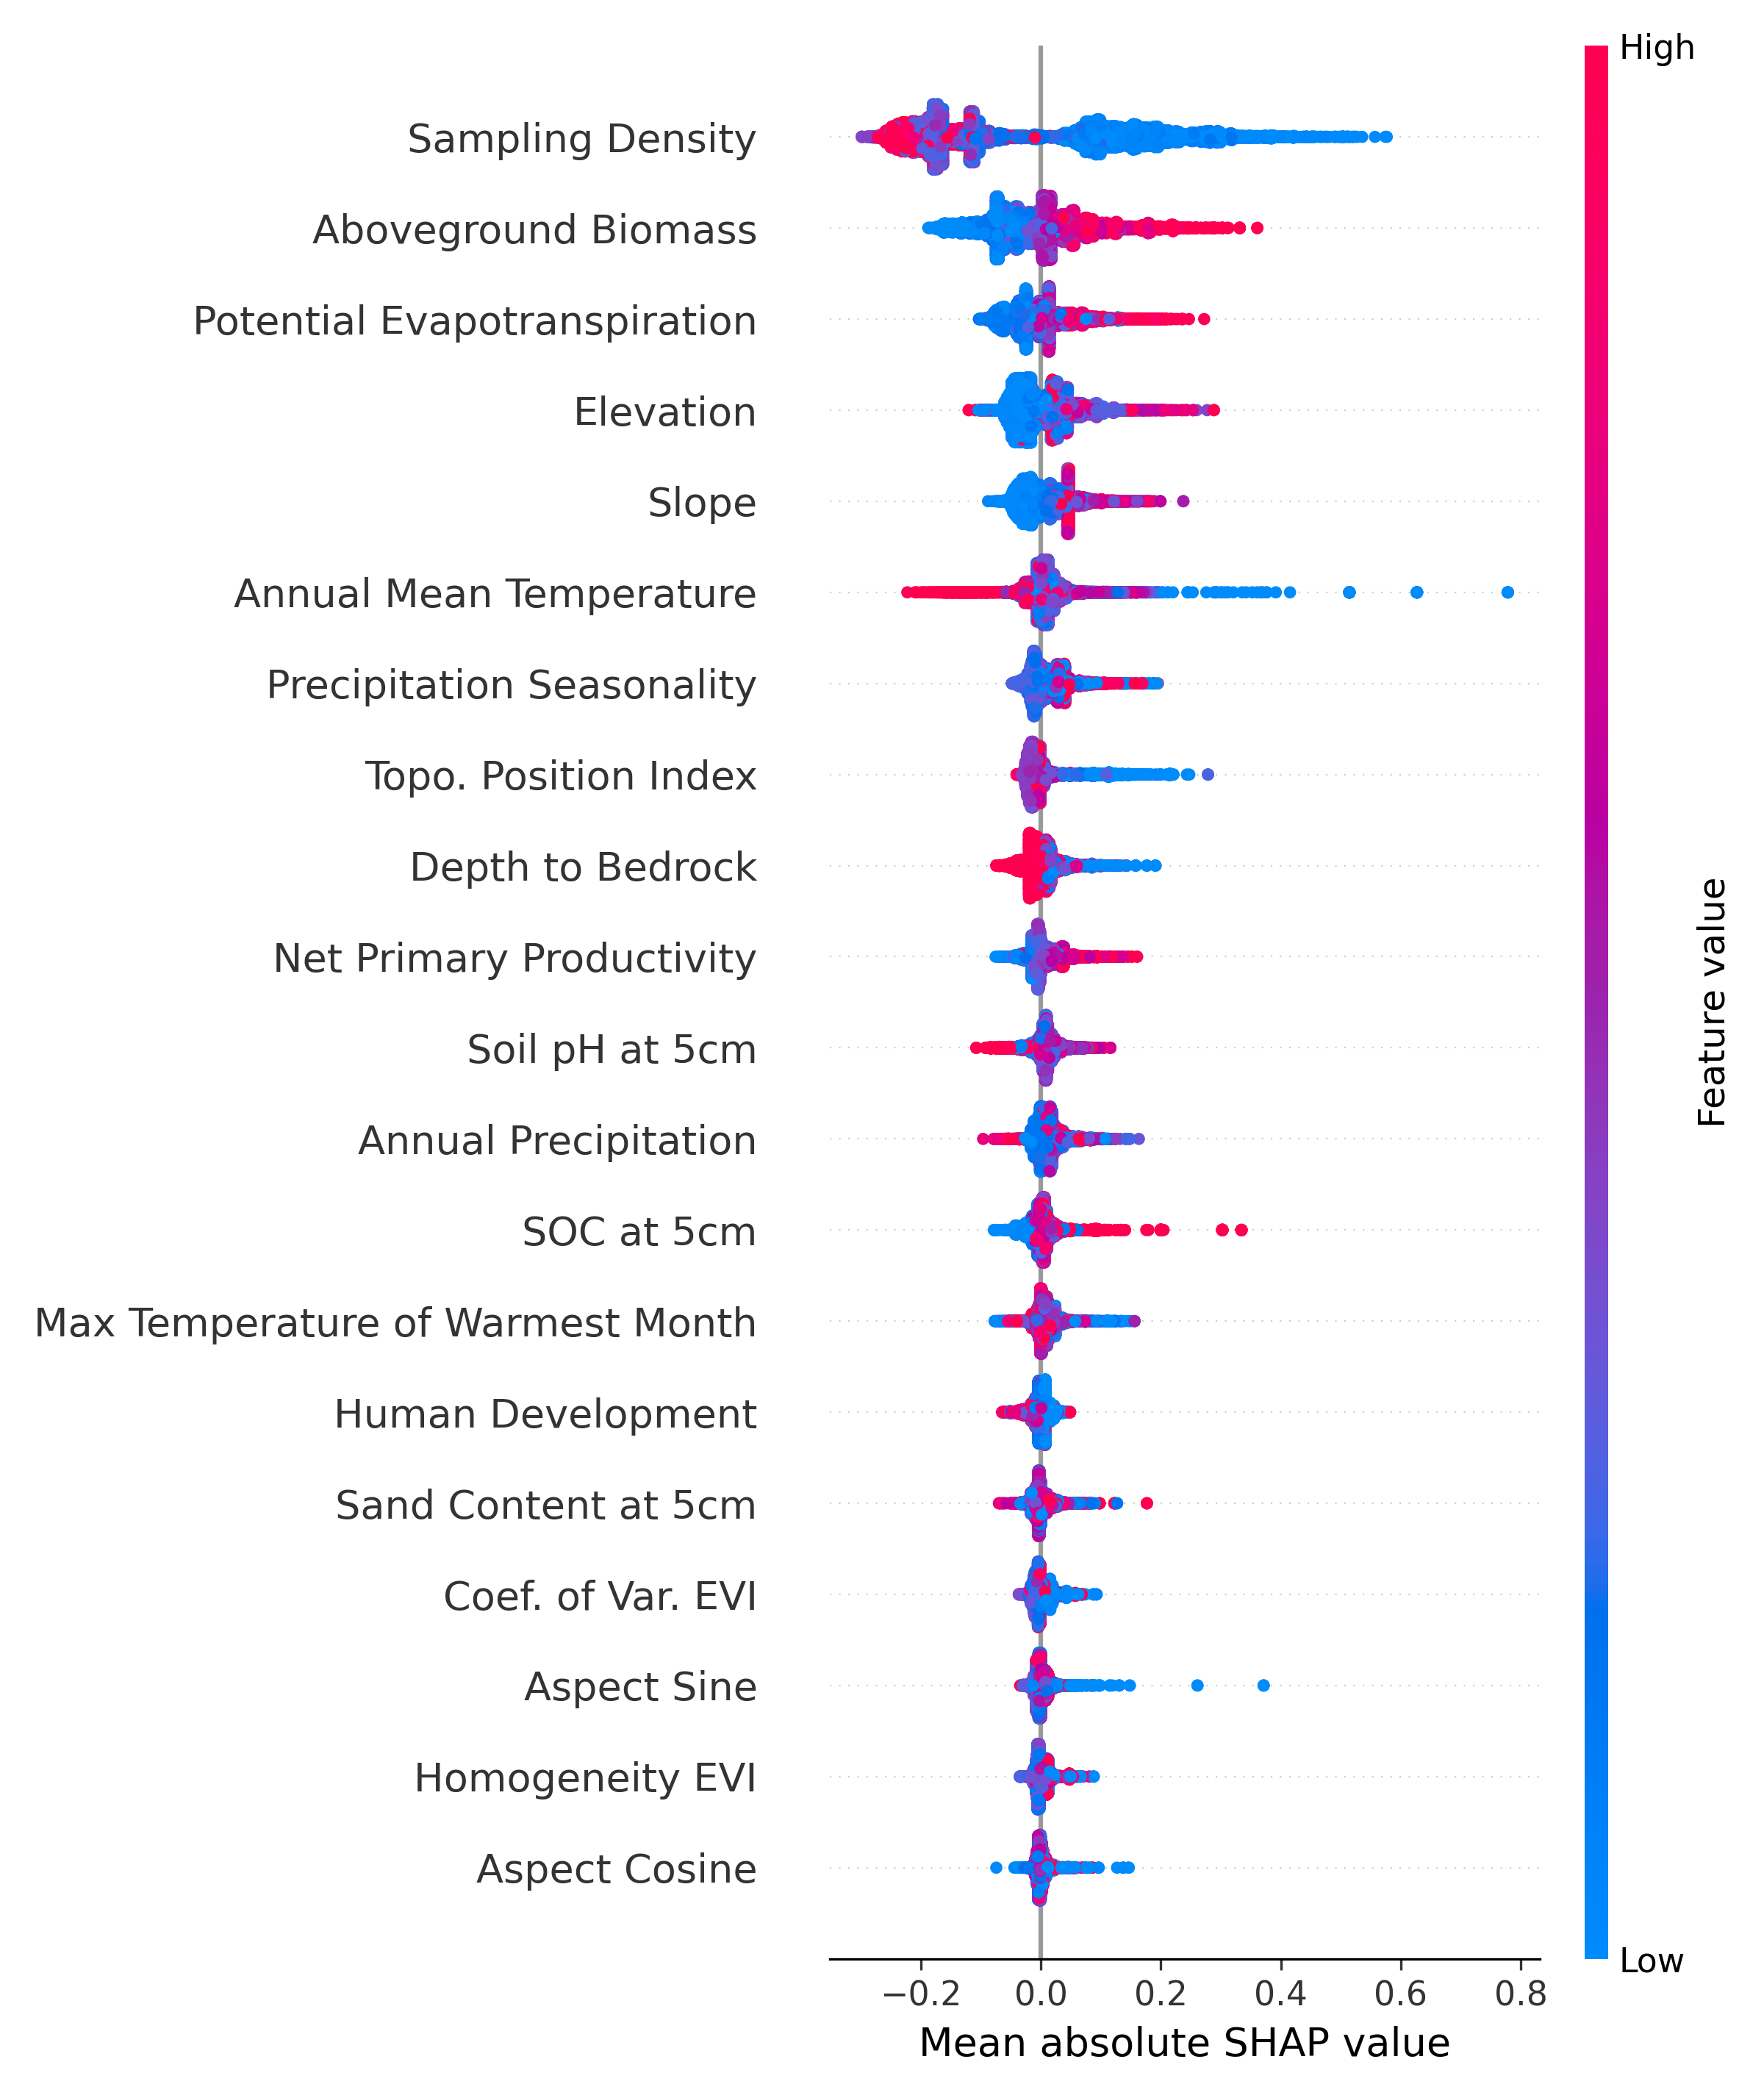 High
Sampling Density
Aboveground Biomass
Potential Evapotranspiration
Elevation
Slope
Annual Mean Temperature
Precipitation Seasonality
Topo. Position Index
Depth to Bedrock
Net Primary Productivity
Soil pH at 5cm
Annual Precipitation
SOC at 5cm
Max Temperature of Warmest Month
Human Development
Sand Content at 5cm
Coef. of Var. EVI
Aspect Sine
Homogeneity EVI
Aspect Cosine
Feature value
Low
−0.2 0.0 0.2 0.4 0.6 0.8
Mean absolute SHAP value